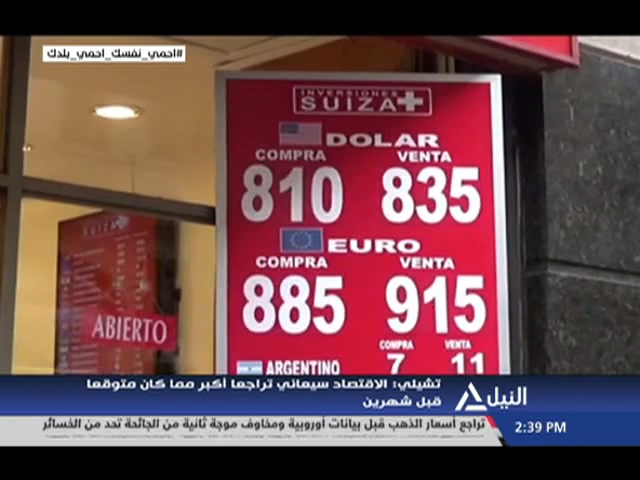 #احمي_نفسك_احمي_بلدك
INVERSIONES
SUIZA
DOLAR
COMPRA VENTA
810 835
EURO
COMPRA VENTA
885 915
COMPRA VENTA
ARGENTINO 7 11
SUIZA
ABIERTO
تشيلي: الاقتصاد سيعاني تراجعا أكبر مما كان متوقعا
قبل شهرين
النيل
تراجع أسعار الذهب قبل بيانات أوروبية ومخاوف موجة ثانية من الجائحة تحد من الخسائر
2:39 PM